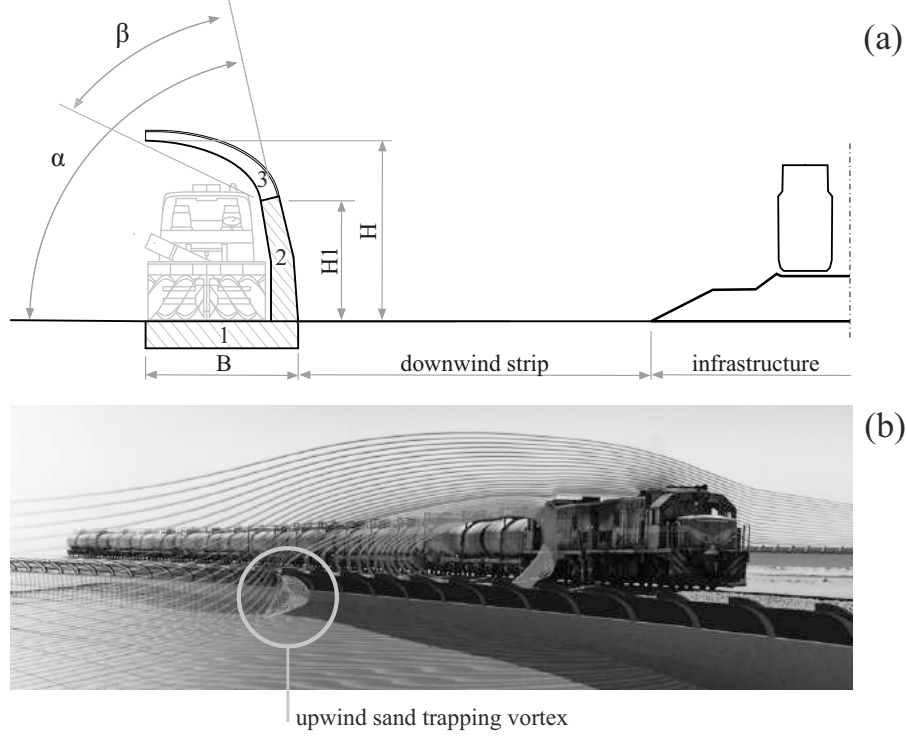 (a)
β
α
3
2
H1
H
1
B
downwind strip
infrastructure
(b)
upwind sand trapping vortex